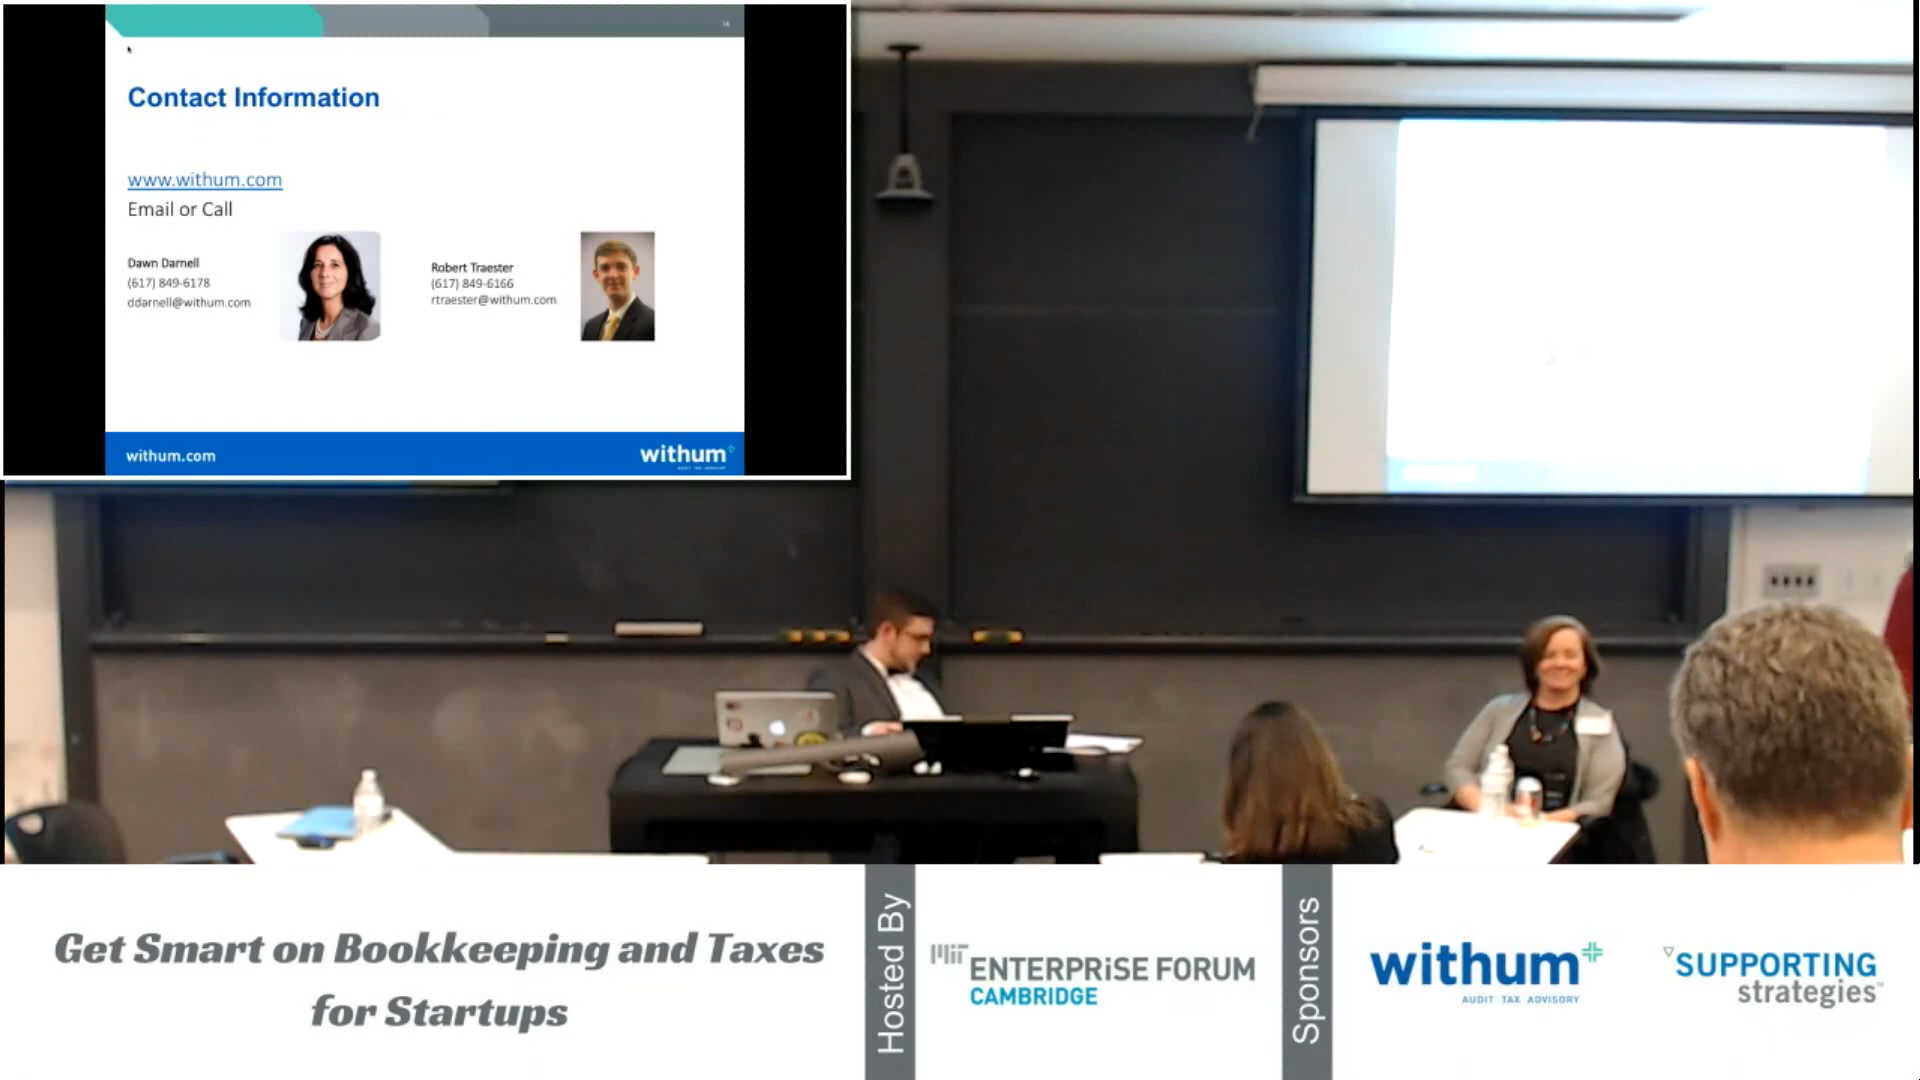 Contact Information
www.withum.com
Email or Call
Dawn Darnell
(617) 849-6178
ddarnell@withum.com
Robert Traester
(617) 849-6166
rtraester@withum.com
withum.com
withum
Get Smart on Bookkeeping and Taxes
for Startups
Hosted By
MIT
ENTERPRiSE FORUM
CAMBRIDGE
Sponsors
withum
AUDIT TAX ADVISORY
SUPPORTING
strategies